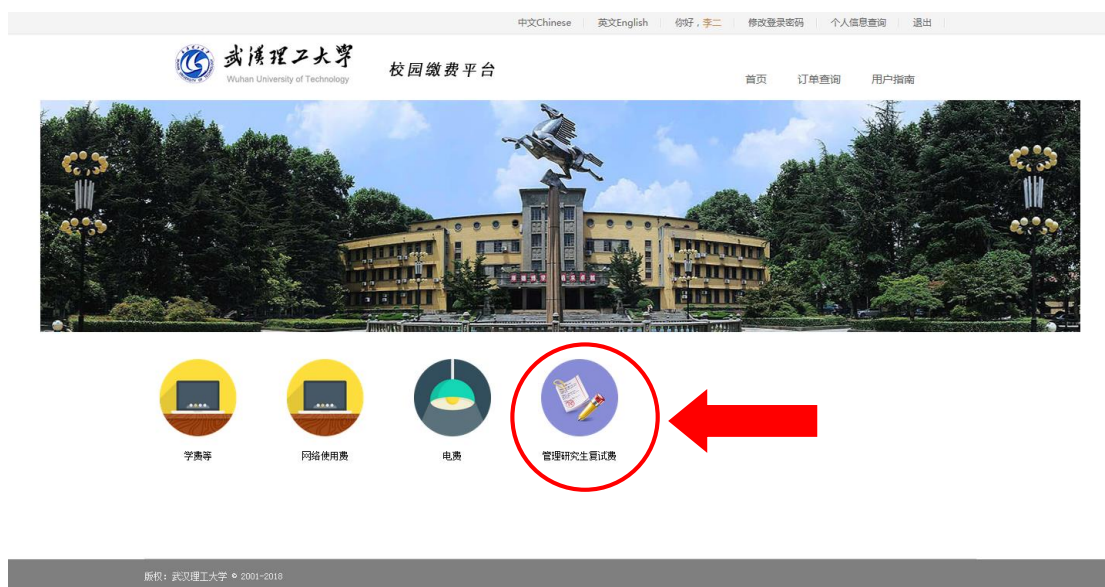 中文Chinese 英文English 你好，李二 修改登录密码 个人信息查询 退出
武汉理工大学
Wuhan University of Technology
校园缴费平台
首页 订单查询 用户指南
学费等 网络使用费 电费 管理研究生复试费
版权：武汉理工大学 © 2001-2018